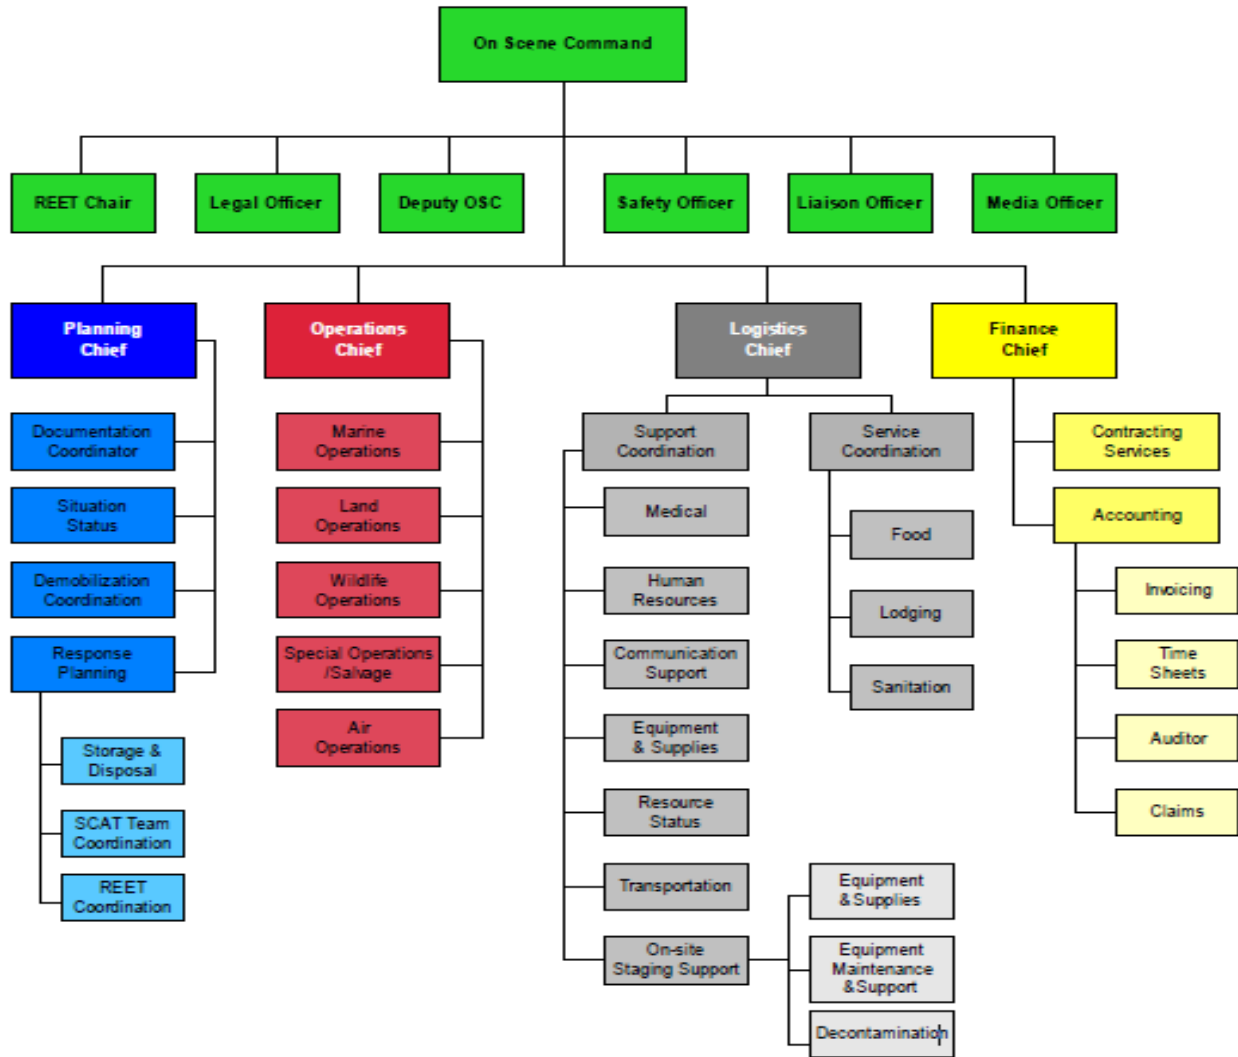 On Scene Command
REET Chair
Legal Officer
Deputy OSC
Safety Officer
Liaison Officer
Media Officer
Planning
Chief
Operations
Chief
Logistics
Chief
Finance
Chief
Documentation
Coordinator
Situation
Status
Demobilization
Coordination
Response
Planning
Storage &
Disposal
SCAT Team
Coordination
REET
Coordination
Marine
Operations
Land
Operations
Wildlife
Operations
Special Operations
/Salvage
Air
Operations
Support
Coordination
Medical
Human
Resources
Communication
Support
Equipment
& Supplies
Resource
Status
Transportation
On-site
Staging Support
Equipment
&Supplies
Equipment
Maintenance
&Support
Decontamination
Service
Coordination
Food
Lodging
Sanitation
Contracting
Services
Accounting
Invoicing
Time
Sheets
Auditor
Claims